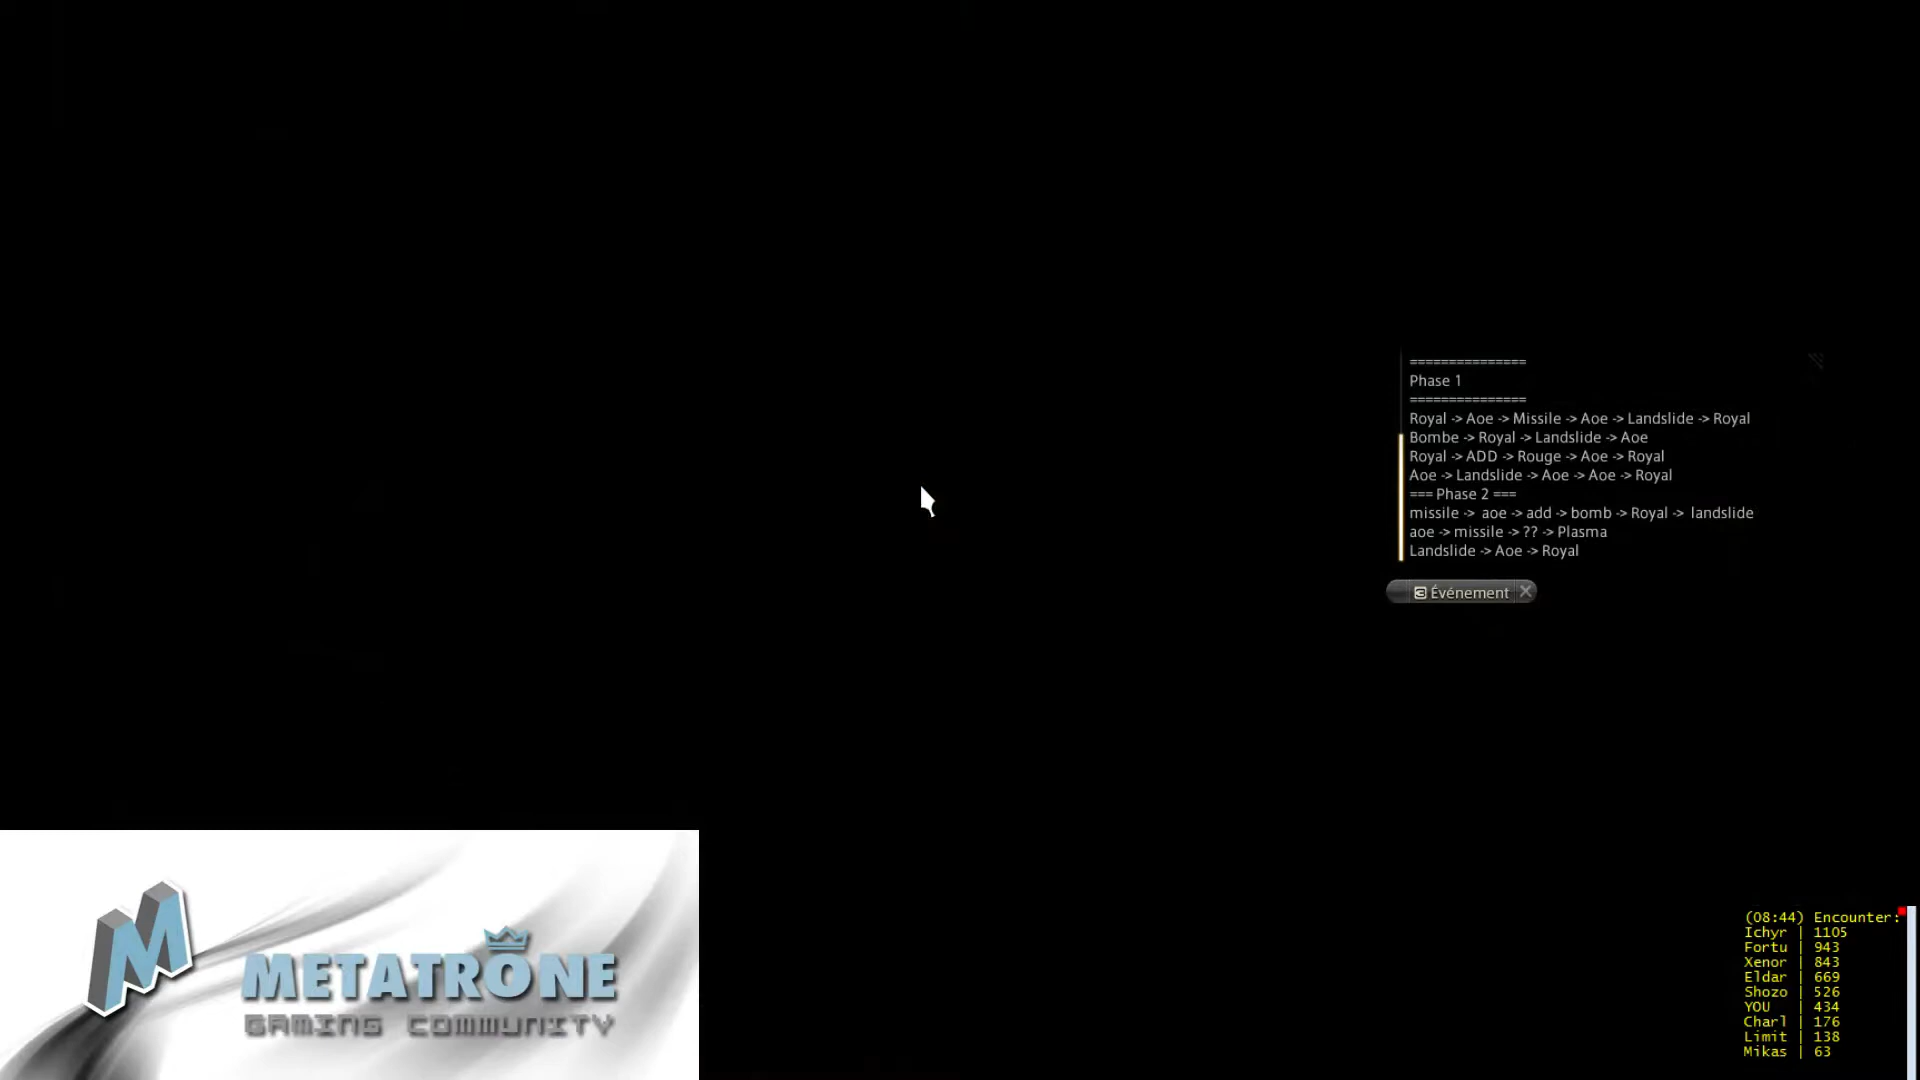 ===============
Phase 1
===============
Royal -> Aoe -> Missile -> Aoe -> Landslide -> Royal
Bombe -> Royal -> Landslide -> Aoe
Royal -> ADD -> Rouge -> Aoe -> Royal
Aoe -> Landslide -> Aoe -> Aoe -> Royal
=== Phase 2 ===
missile -> aoe -> add -> bomb -> Royal -> landslide
aoe -> missile -> ?? -> Plasma
Landslide -> Aoe -> Royal
Événement
M
METATRONE
GAMING COMMUNITY
(08:44) Encounter:
Ichyr | 1105
Fortu | 943
Xenor | 843
Eldar | 669
Shozo | 526
YOU | 434
Charl | 176
Limit | 138
Mikas | 63